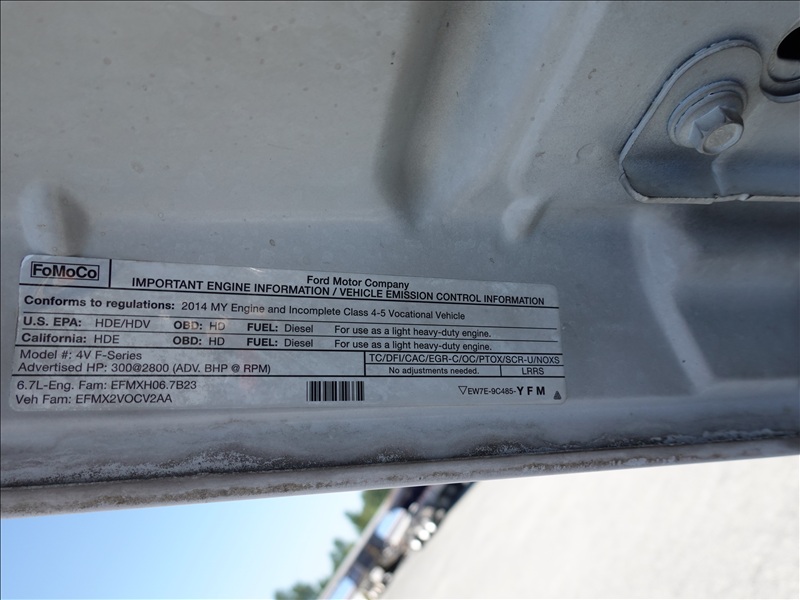 FoMoCo
Ford Motor Company
IMPORTANT ENGINE INFORMATION / VEHICLE EMISSION CONTROL INFORMATION
Conforms to regulations: 2014 MY Engine and Incomplete Class 4-5 Vocational Vehicle
U.S. EPA: HDE/HDV OBD: HD FUEL: Diesel For use as a light heavy-duty engine.
California: HDE OBD: HD FUEL: Diesel For use as a light heavy-duty engine.
Model #: 4V F-Series TC/DFI/CAC/EGR-C/OC/PTOX/SCR-U/NOXS
Advertised HP: 300@2800 (ADV. BHP @ RPM) No adjustments needed. LRRS
6.7L-Eng. Fam: EFMXH06.7B23 EW7E-9C485-YFM
Veh Fam: EFMX2VOCV2AA